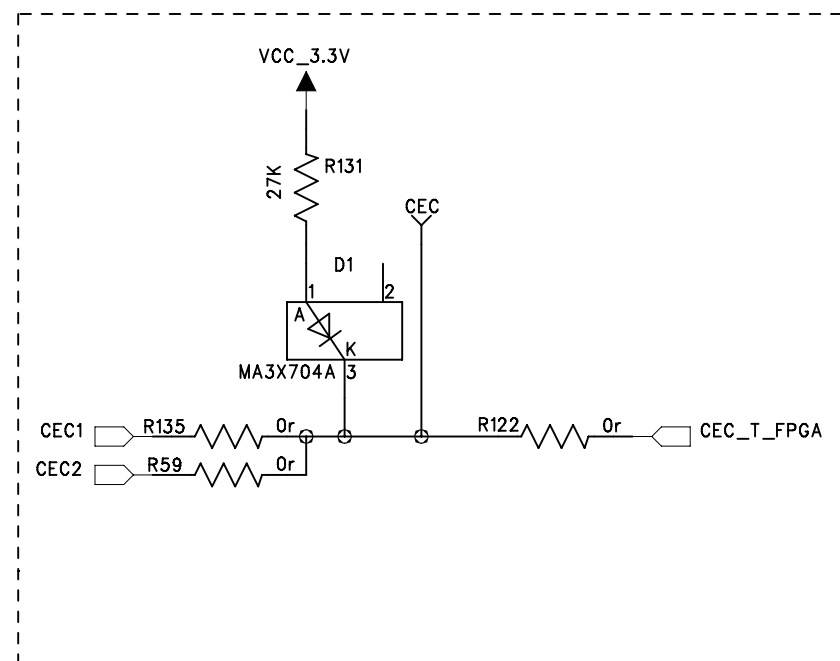 VCC_3.3V
27K
R131
CEC
D1
1
2
A
K
MA3X704A
3
CEC1
R135
0r
R122
0r
CEC_T_FPGA
CEC2
R59
0r